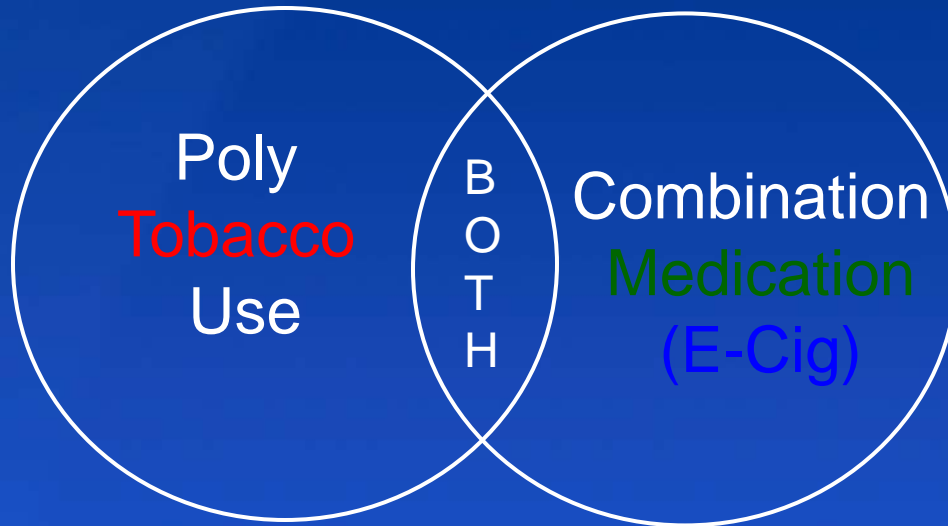 Poly
Tobacco
Use
B
O
T
H
Combination
Medication
(E-Cig)